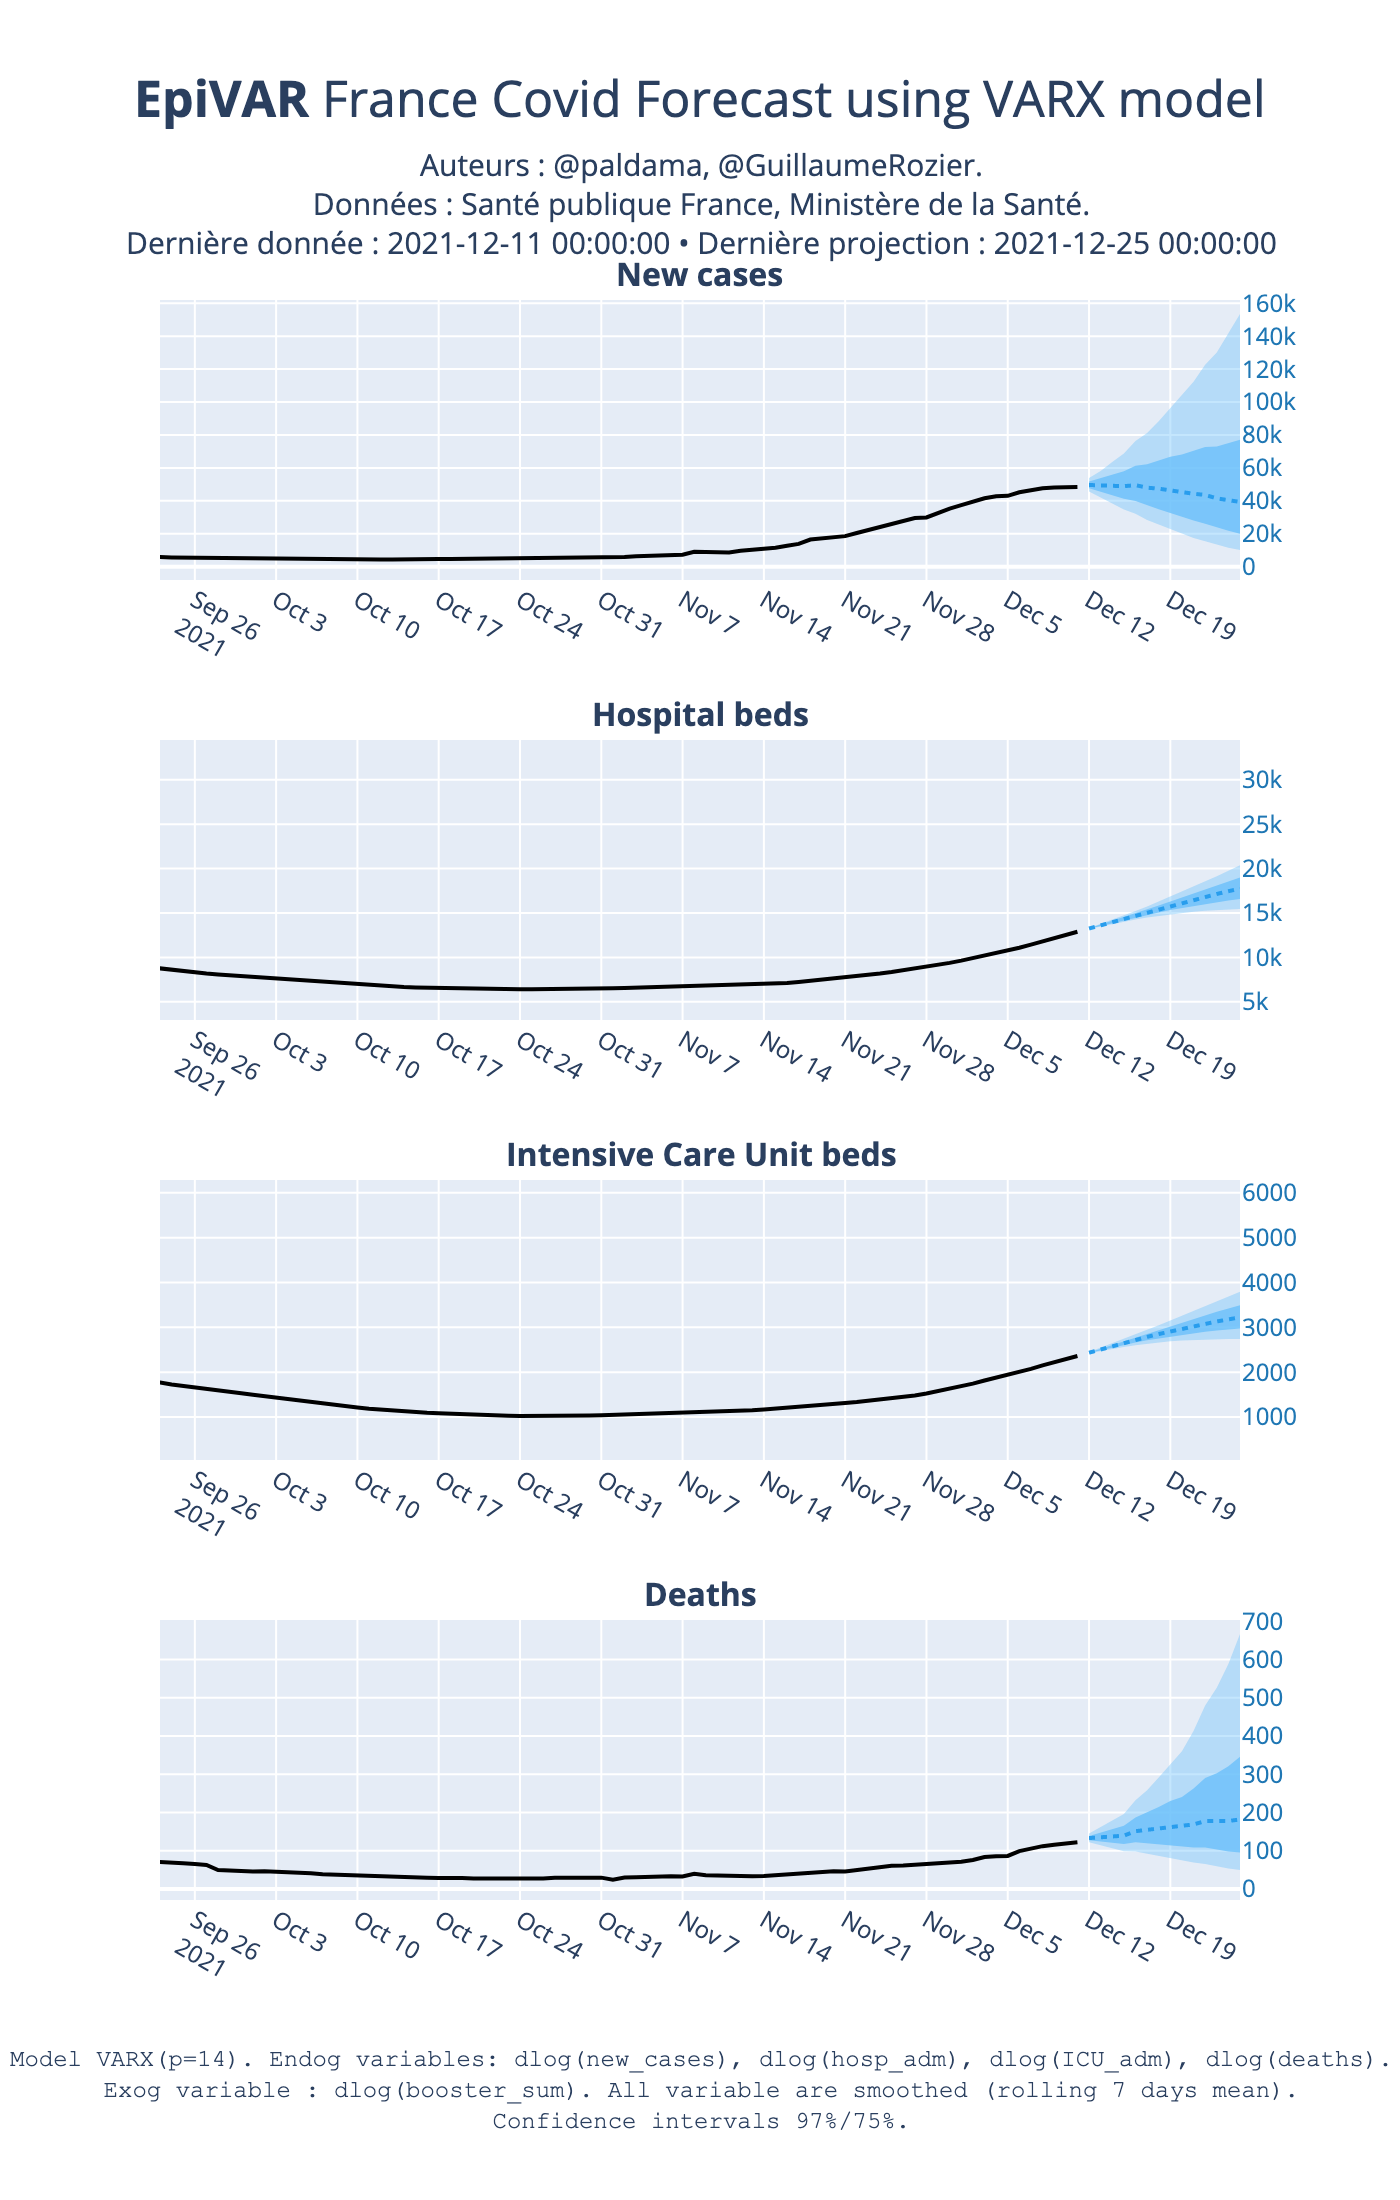 EpiVAR France Covid Forecast using VARX model
Auteurs : @paldama, @GuillaumeRozier.
Données : Santé publique France, Ministère de la Santé.
Dernière donnée : 2021-12-11 00:00:00 • Dernière projection : 2021-12-25 00:00:00
New cases
160k
140k
120k
100k
80k
60k
40k
20k
0
Sep 26 Oct 3 Oct 10 Oct 17 Oct 24 Oct 31 Nov 7 Nov 14 Nov 21 Nov 28 Dec 5 Dec 12 Dec 19
2021
Hospital beds
30k
25k
20k
15k
10k
5k
Sep 26 Oct 3 Oct 10 Oct 17 Oct 24 Oct 31 Nov 7 Nov 14 Nov 21 Nov 28 Dec 5 Dec 12 Dec 19
2021
Intensive Care Unit beds
6000
5000
4000
3000
2000
1000
Sep 26 Oct 3 Oct 10 Oct 17 Oct 24 Oct 31 Nov 7 Nov 14 Nov 21 Nov 28 Dec 5 Dec 12 Dec 19
2021
Deaths
700
600
500
400
300
200
100
0
Sep 26 Oct 3 Oct 10 Oct 17 Oct 24 Oct 31 Nov 7 Nov 14 Nov 21 Nov 28 Dec 5 Dec 12 Dec 19
2021
Model VARX(p=14). Endog variables: dlog(new_cases), dlog(hosp_adm), dlog(ICU_adm), dlog(deaths).
Exog variable : dlog(booster_sum). All variable are smoothed (rolling 7 days mean).
Confidence intervals 97%/75%.